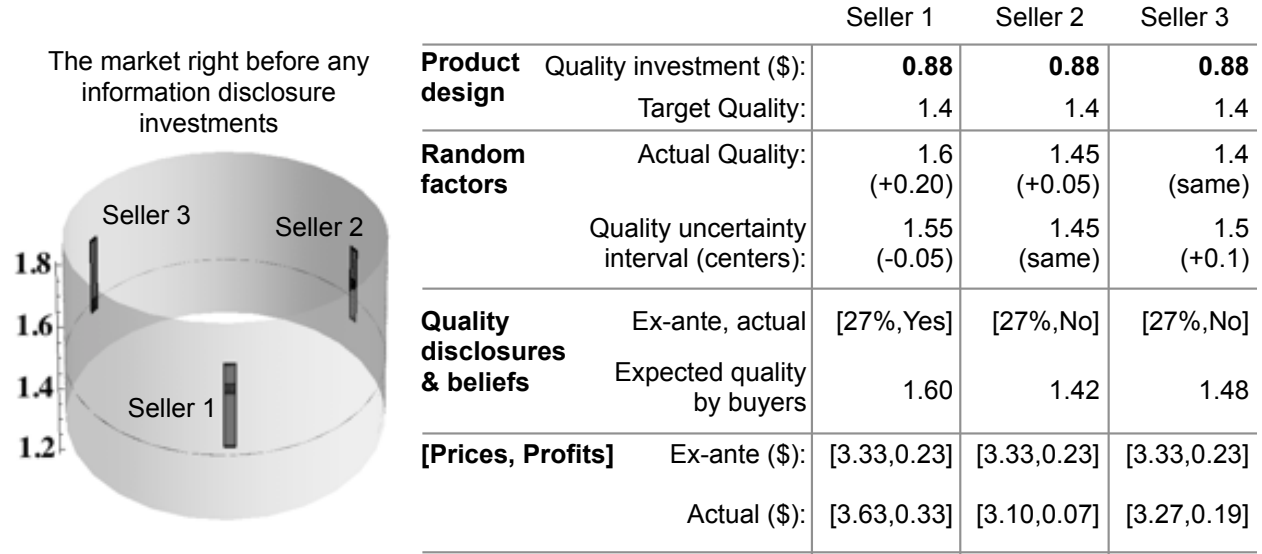 Seller 1 Seller 2 Seller 3
The market right before any
information disclosure
investments
Seller 3
Seller 2
Seller 1
1.8
1.6
1.4
1.2
Product Quality investment ($): 0.88 0.88 0.88
design
Target Quality: 1.4 1.4 1.4
Random Actual Quality: 1.6 1.45 1.4
factors (+0.20) (+0.05) (same)
Quality uncertainty 1.55 1.45 1.5
interval (centers): (-0.05) (same) (+0.1)
Quality Ex-ante, actual [27%,Yes] [27%,No] [27%,No]
disclosures
& beliefs Expected quality 1.60 1.42 1.48
by buyers
[Prices, Profits] Ex-ante ($): [3.33,0.23] [3.33,0.23] [3.33,0.23]
Actual ($): [3.63,0.33] [3.10,0.07] [3.27,0.19]